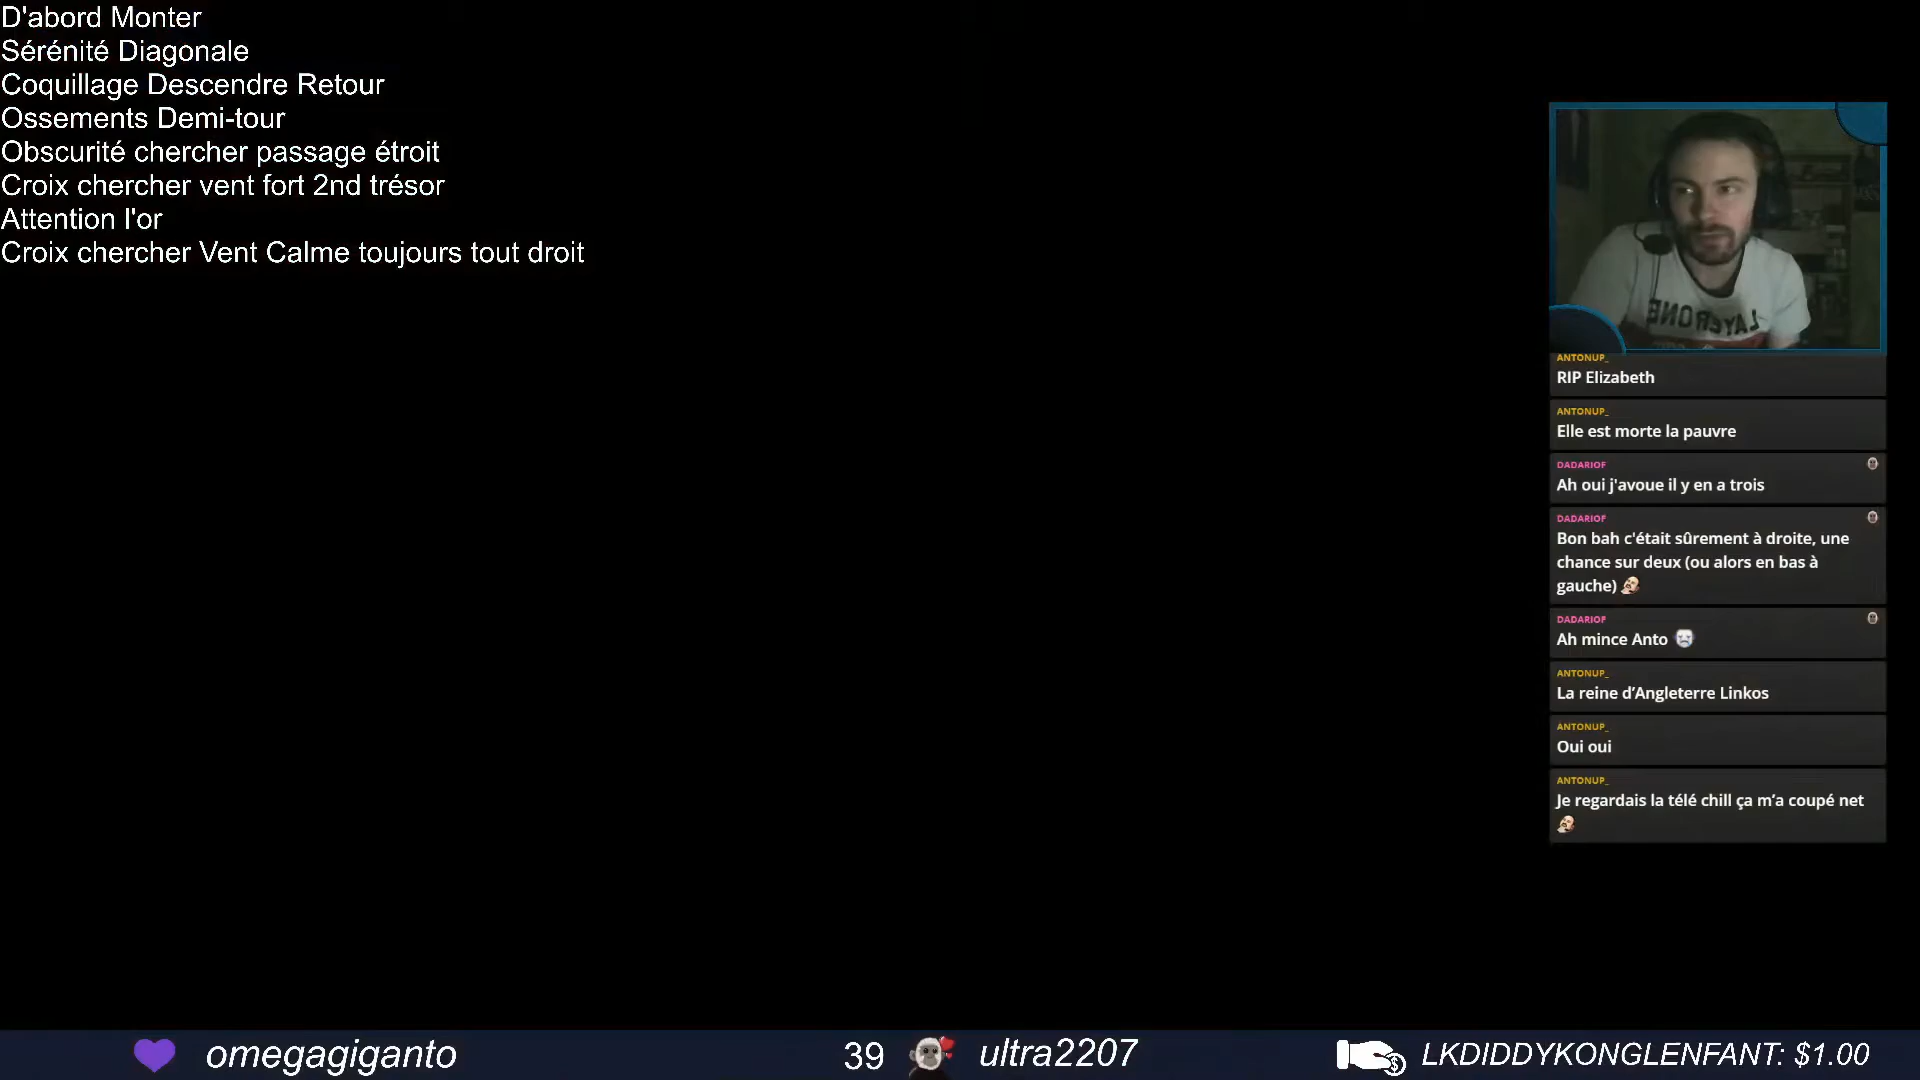 D'abord Monter
Sérénité Diagonale
Coquillage Descendre Retour
Ossements Demi-tour
Obscurité chercher passage étroit
Croix chercher vent fort 2nd trésor
Attention l'or
Croix chercher Vent Calme toujours tout droit
LAYER ONE
ANTONUP_
RIP Elizabeth
ANTONUP_
Elle est morte la pauvre
DADARIOF
Ah oui j'avoue il y en a trois
DADARIOF
Bon bah c'était sûrement à droite, une
chance sur deux (ou alors en bas à
gauche)
DADARIOF
Ah mince Anto
ANTONUP_
La reine d’Angleterre Linkos
ANTONUP_
Oui oui
ANTONUP_
Je regardais la télé chill ça m’a coupé net
omegagiganto
39
ultra2207
LKDIDDYKONGLENFANT: $1.00